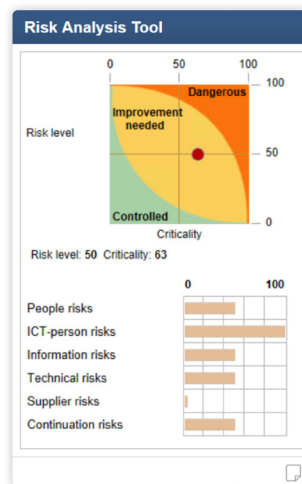 Risk Analysis Tool
0 50 100
100
Dangerous
Improvement
needed
Risk level
50
Controlled
0
Criticality
Risk level: 50 Criticality: 63
0 100
People risks
ICT-person risks
Information risks
Technical risks
Supplier risks
Continuation risks